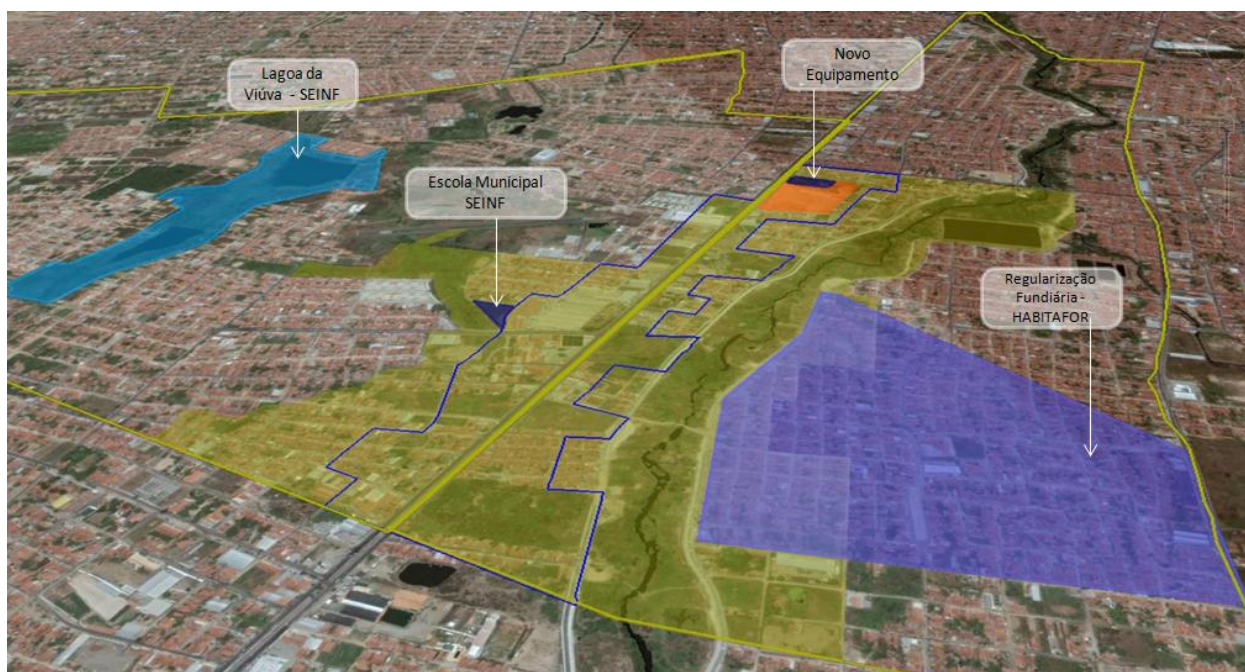 Lagoa da
Viúva - SEINF
Novo
Equipamento
Escola Municipal
SEINF
Regularização
Fundiária -
HABITAFOR